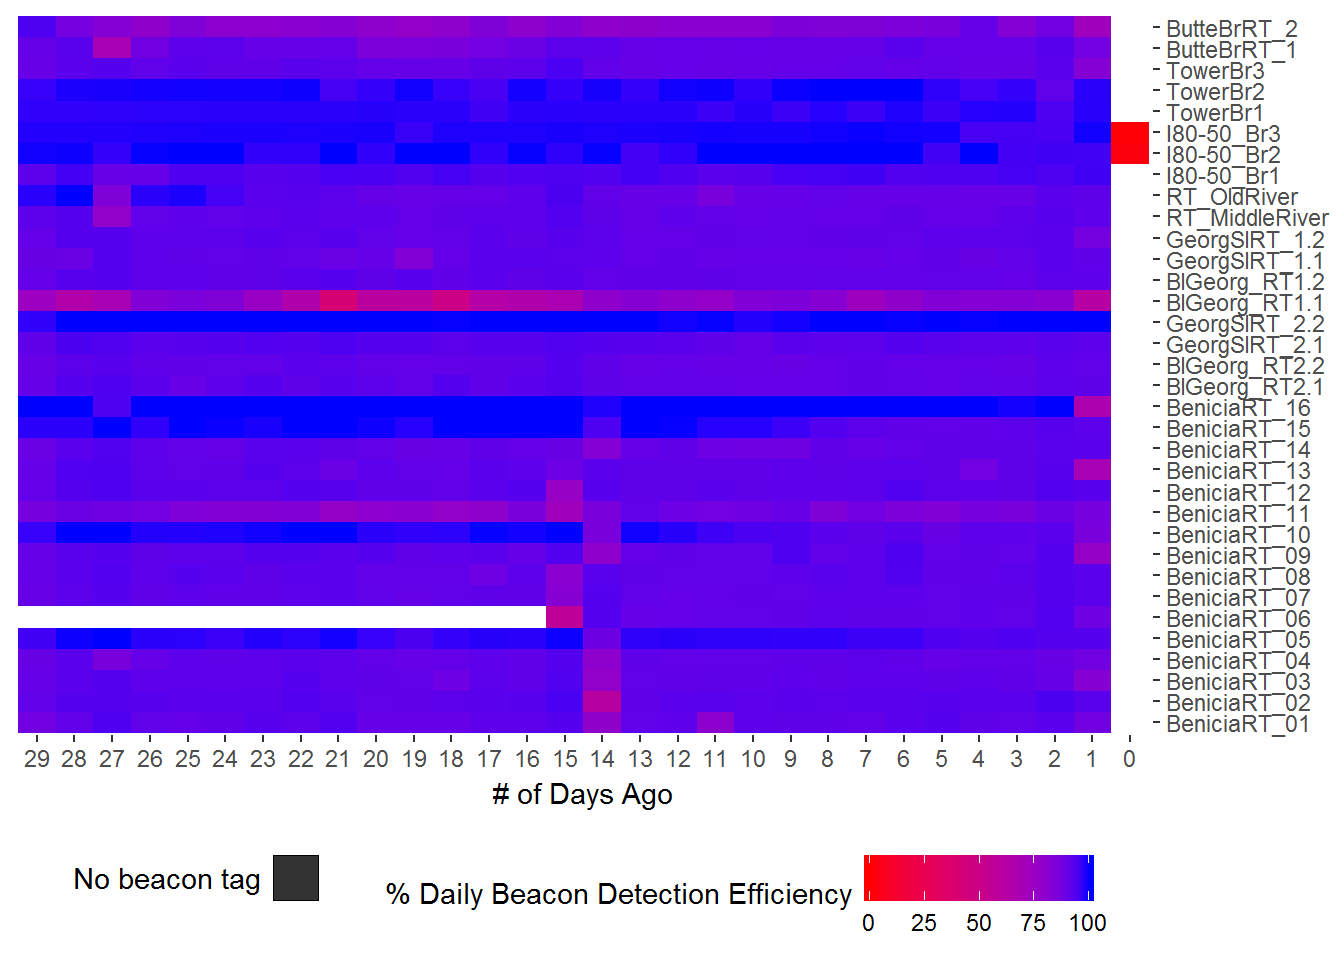 ButteBrRT_2
ButteBrRT_1
TowerBr3
TowerBr2
TowerBr1
I80-50_Br3
I80-50_Br2
I80-50_Br1
RT_OldRiver
RT_MiddleRiver
GeorgSlRT_1.2
GeorgSlRT_1.1
BlGeorg_RT1.2
BlGeorg_RT1.1
GeorgSlRT_2.2
GeorgSlRT_2.1
BlGeorg_RT2.2
BlGeorg_RT2.1
BeniciaRT_16
BeniciaRT_15
BeniciaRT_14
BeniciaRT_13
BeniciaRT_12
BeniciaRT_11
BeniciaRT_10
BeniciaRT_09
BeniciaRT_08
BeniciaRT_07
BeniciaRT_06
BeniciaRT_05
BeniciaRT_04
BeniciaRT_03
BeniciaRT_02
BeniciaRT_01
29 28 27 26 25 24 23 22 21 20 19 18 17 16 15 14 13 12 11 10 9 8 7 6 5 4 3 2 1 0
# of Days Ago
No beacon tag
% Daily Beacon Detection Efficiency
0 25 50 75 100